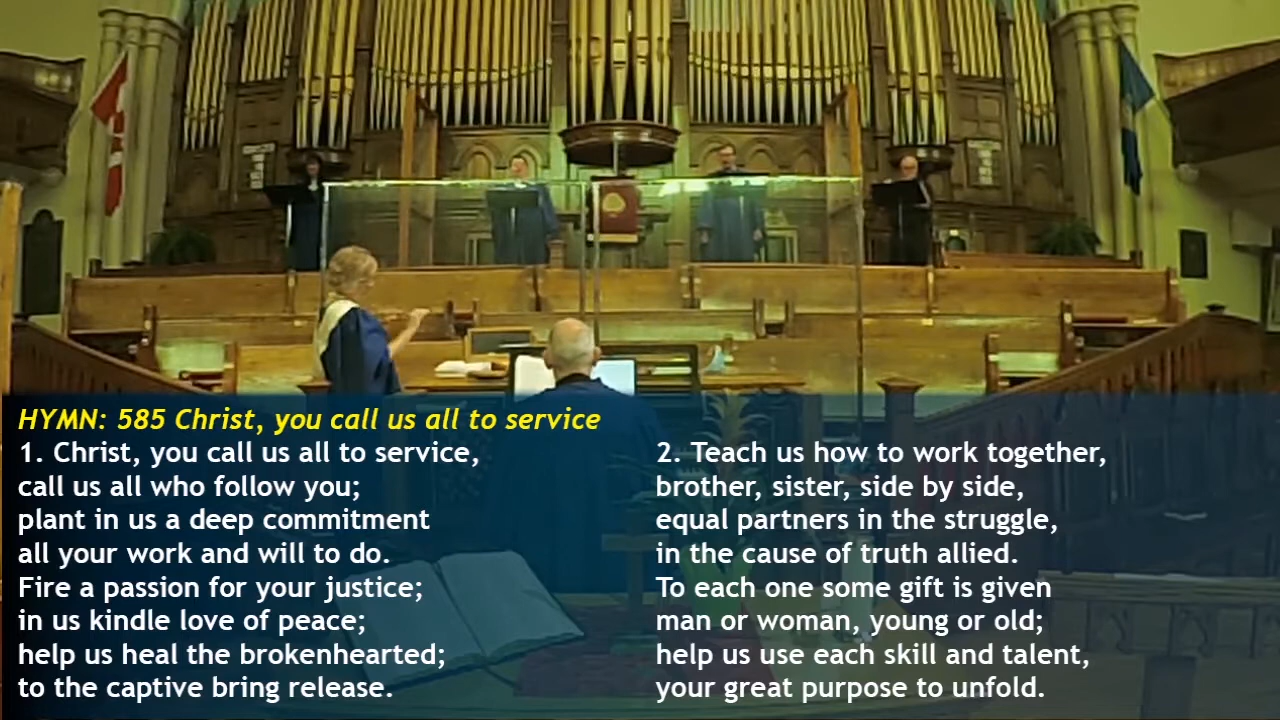 HYMN: 585 Christ, you call us all to service
1. Christ, you call us all to service,
call us all who follow you;
plant in us a deep commitment
all your work and will to do.
Fire a passion for your justice;
in us kindle love of peace;
help us heal the brokenhearted;
to the captive bring release.
2. Teach us how to work together,
brother, sister, side by side,
equal partners in the struggle,
in the cause of truth allied.
To each one some gift is given
man or woman, young or old;
help us use each skill and talent,
your great purpose to unfold.